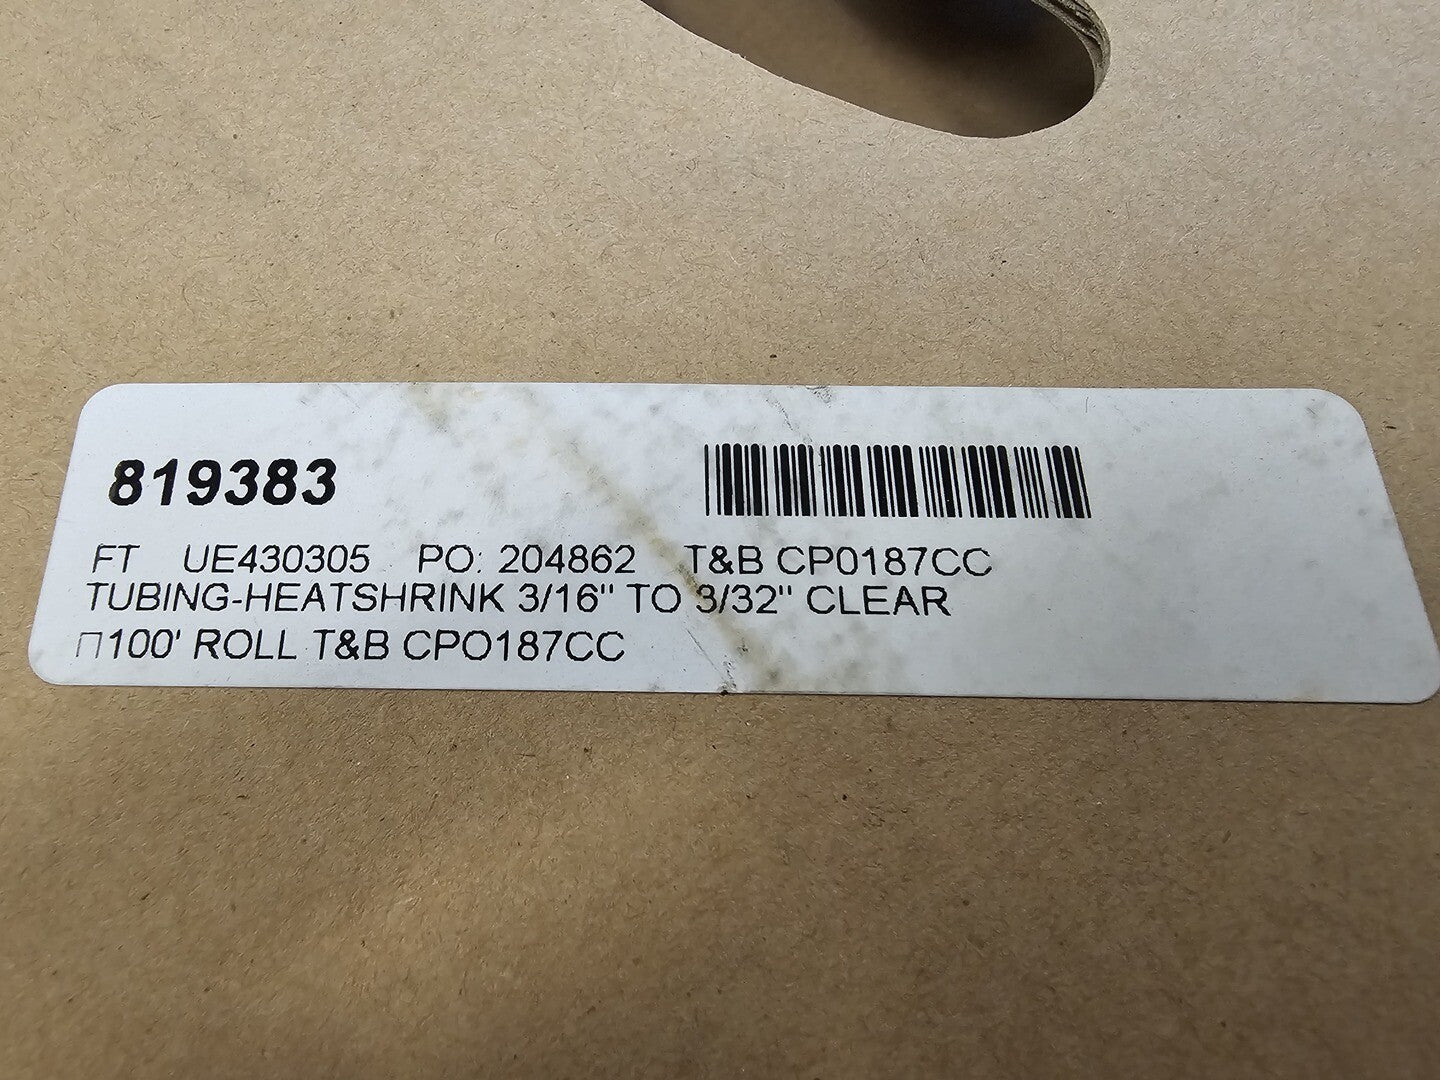 819383
FT UE430305 PO: 204862 T&B CP0187CC
TUBING-HEATSHRINK 3/16" TO 3/32" CLEAR
100' ROLL T&B CPO187CC